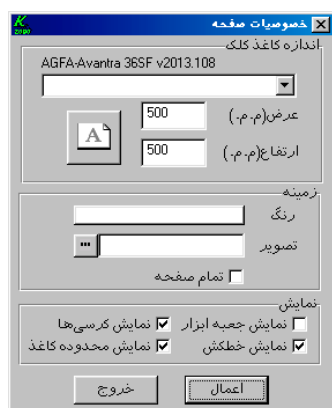 خصوصیات صفحه
K 2000
اندازه کاغذ کلک
AGFA-Avantra 36SF v2013.108
عرض(م.م.) 500
ارتفاع(م.م.) 500
A
زمینه
رنگ
تصویر ...
تمام صفحه
نمایش
نمایش جعبه ابزار نمایش کرسی‌ها
نمایش خطکش نمایش محدوده کاغذ
اعمال خروج